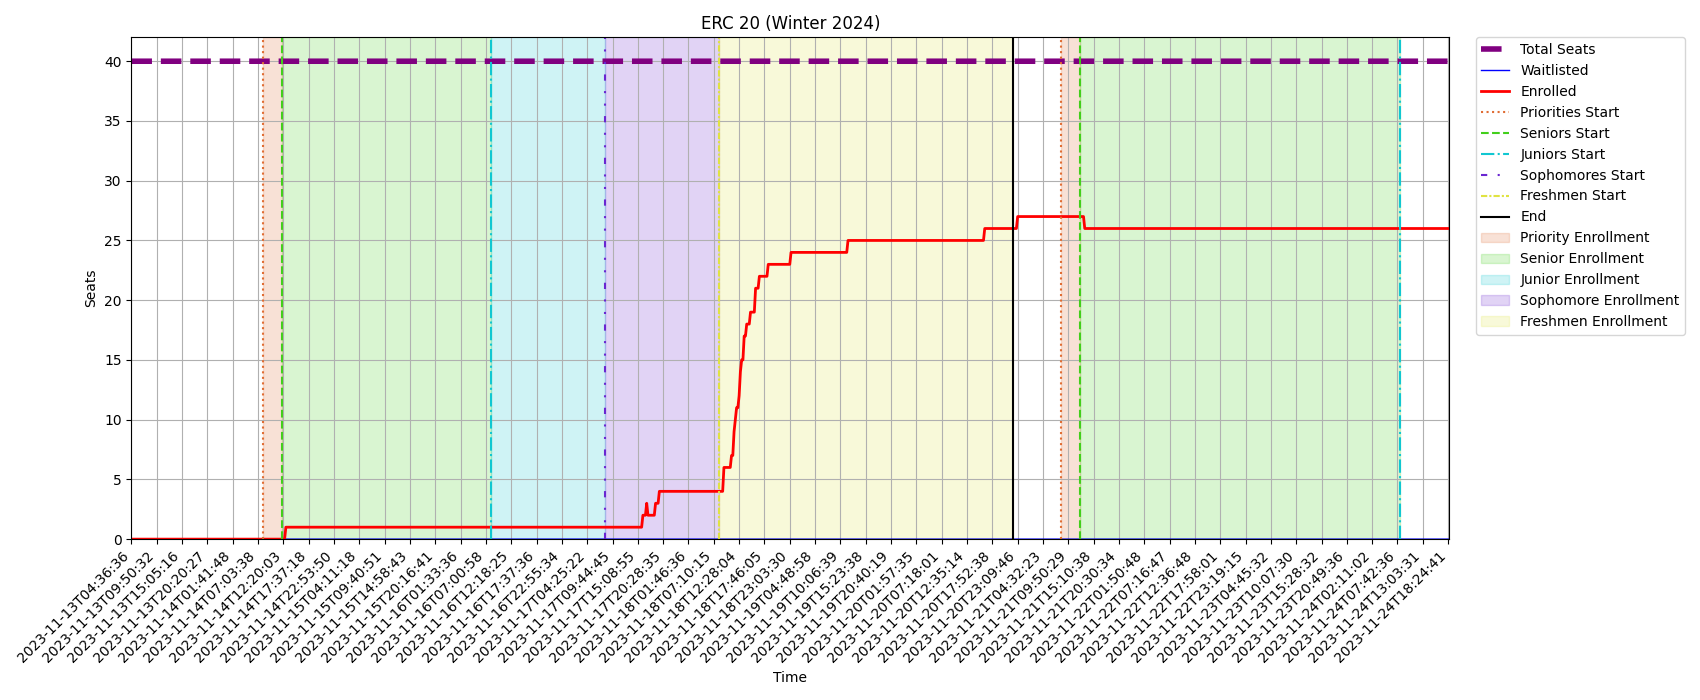 ERC 20 (Winter 2024)
Seats
40
35
30
25
20
15
10
5
0
2023-11-13T04:36:36
2023-11-13T09:50:32
2023-11-13T15:05:16
2023-11-13T20:20:27
2023-11-14T01:41:48
2023-11-14T07:03:38
2023-11-14T12:20:03
2023-11-14T17:37:18
2023-11-14T22:53:50
2023-11-15T04:11:18
2023-11-15T09:40:51
2023-11-15T14:58:43
2023-11-15T20:16:41
2023-11-16T01:33:36
2023-11-16T07:00:58
2023-11-16T12:18:25
2023-11-16T17:37:36
2023-11-16T22:55:34
2023-11-17T04:25:22
2023-11-17T09:44:45
2023-11-17T15:08:55
2023-11-17T20:28:35
2023-11-18T01:46:36
2023-11-18T07:10:15
2023-11-18T12:28:04
2023-11-18T17:46:05
2023-11-18T23:03:30
2023-11-19T04:48:58
2023-11-19T10:06:39
2023-11-19T15:23:38
2023-11-19T20:40:19
2023-11-20T01:57:35
2023-11-20T07:18:01
2023-11-20T12:35:14
2023-11-20T17:52:38
2023-11-20T23:09:46
2023-11-21T04:32:23
2023-11-21T09:50:29
2023-11-21T15:10:38
2023-11-21T20:30:34
2023-11-22T01:50:48
2023-11-22T07:16:47
2023-11-22T12:36:48
2023-11-22T17:58:01
2023-11-22T23:19:15
2023-11-23T04:45:32
2023-11-23T10:07:30
2023-11-23T15:28:32
2023-11-23T20:49:36
2023-11-24T02:11:02
2023-11-24T07:42:36
2023-11-24T13:03:31
2023-11-24T18:24:41
Time
Total Seats
Waitlisted
Enrolled
Priorities Start
Seniors Start
Juniors Start
Sophomores Start
Freshmen Start
End
Priority Enrollment
Senior Enrollment
Junior Enrollment
Sophomore Enrollment
Freshmen Enrollment